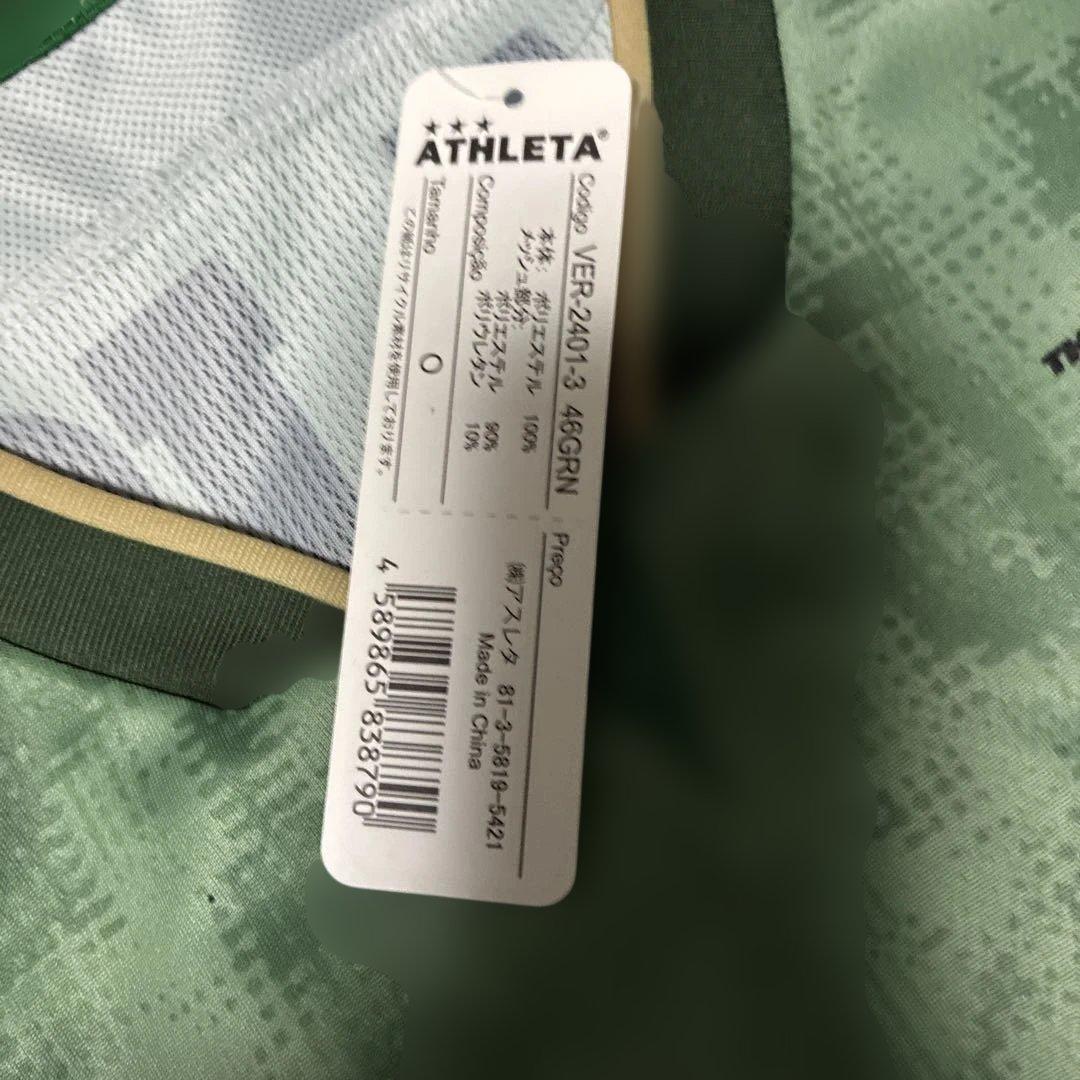 ★★★
ATHLETA®
Código VER-2401-3 46GRN
本体: ポリエステル 100%
メッシュ部分:
ポリエステル 90%
Composição ポリウレタン 10%
Tamanho O
この商品はリサイクル素材を使用しております。
Preço
㈱アスレタ 81-3-5819-5421
Made in China
4 589865 838790